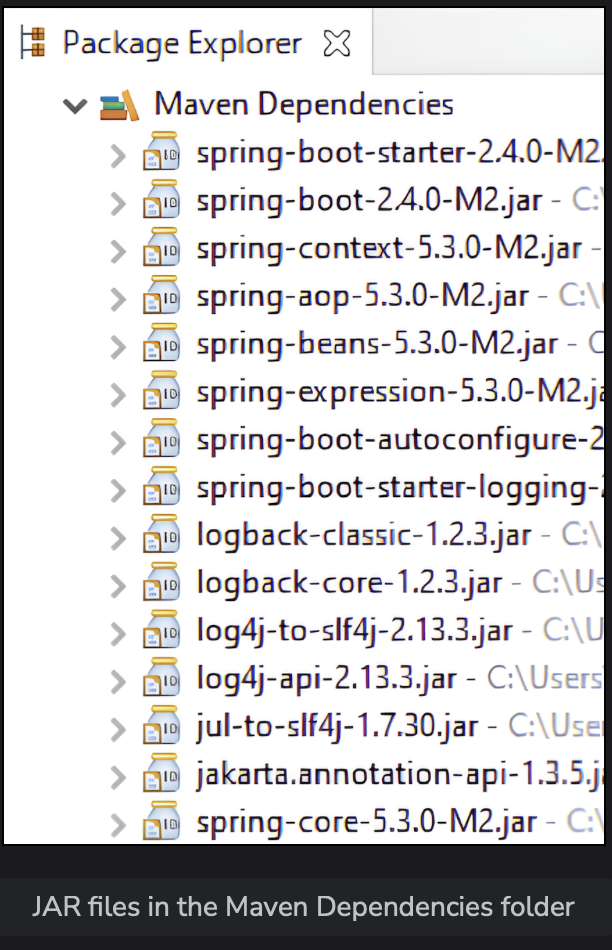 Package Explorer
Maven Dependencies
spring-boot-starter-2.4.0-M2.
spring-boot-2.4.0-M2.jar - C:
spring-context-5.3.0-M2.jar -
spring-aop-5.3.0-M2.jar - C:\
spring-beans-5.3.0-M2.jar - C
spring-expression-5.3.0-M2.ja
spring-boot-autoconfigure-2
spring-boot-starter-logging-
logback-classic-1.2.3.jar - C:\
logback-core-1.2.3.jar - C:\Us
log4j-to-slf4j-2.13.3.jar - C:\U
log4j-api-2.13.3.jar - C:\Users
jul-to-slf4j-1.7.30.jar - C:\User
jakarta.annotation-api-1.3.5.ja
spring-core-5.3.0-M2.jar - C:\
JAR files in the Maven Dependencies folder